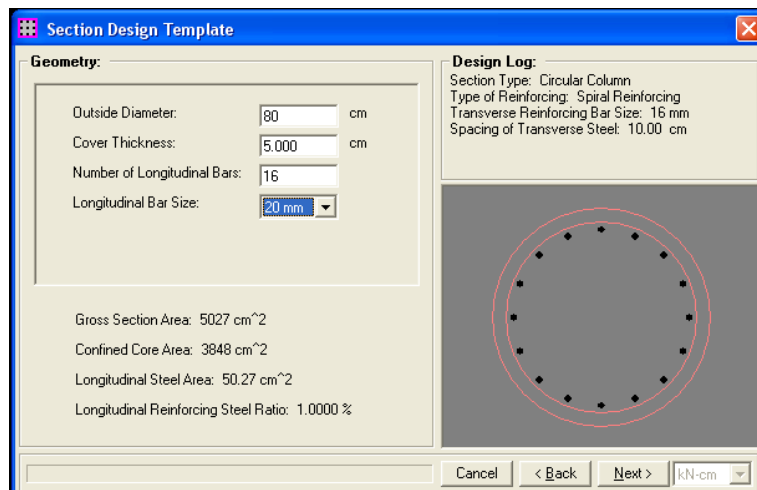 Section Design Template
Geometry:
Outside Diameter: 80 cm
Cover Thickness: 5.000 cm
Number of Longitudinal Bars: 16
Longitudinal Bar Size: 20 mm
Gross Section Area: 5027 cm^2
Confined Core Area: 3848 cm^2
Longitudinal Steel Area: 50.27 cm^2
Longitudinal Reinforcing Steel Ratio: 1.0000 %
Design Log:
Section Type: Circular Column
Type of Reinforcing: Spiral Reinforcing
Transverse Reinforcing Bar Size: 16 mm
Spacing of Transverse Steel: 10.00 cm
Cancel < Back Next > kN-cm